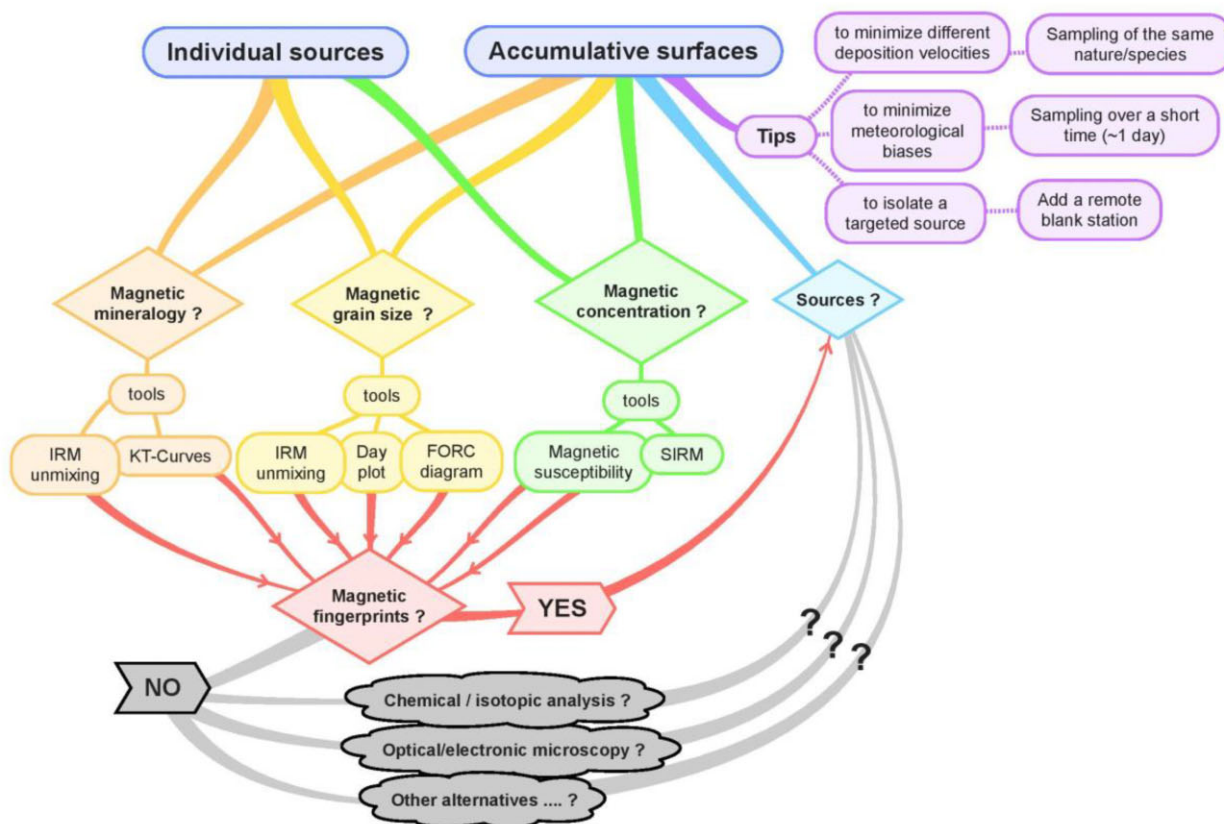 Individual sources
Accumulative surfaces
to minimize different
deposition velocities
Sampling of the same
nature/species
Tips
to minimize
meteorological
biases
Sampling over a short
time (~1 day)
to isolate a
targeted source
Add a remote
blank station
Magnetic
mineralogy ?
Magnetic
grain size ?
Magnetic
concentration ?
Sources ?
tools
tools
tools
IRM
unmixing
KT-Curves
IRM
unmixing
Day
plot
FORC
diagram
Magnetic
susceptibility
SIRM
Magnetic
fingerprints ?
YES
?
?
?
NO
Chemical / isotopic analysis ?
Optical/electronic microscopy ?
Other alternatives .... ?